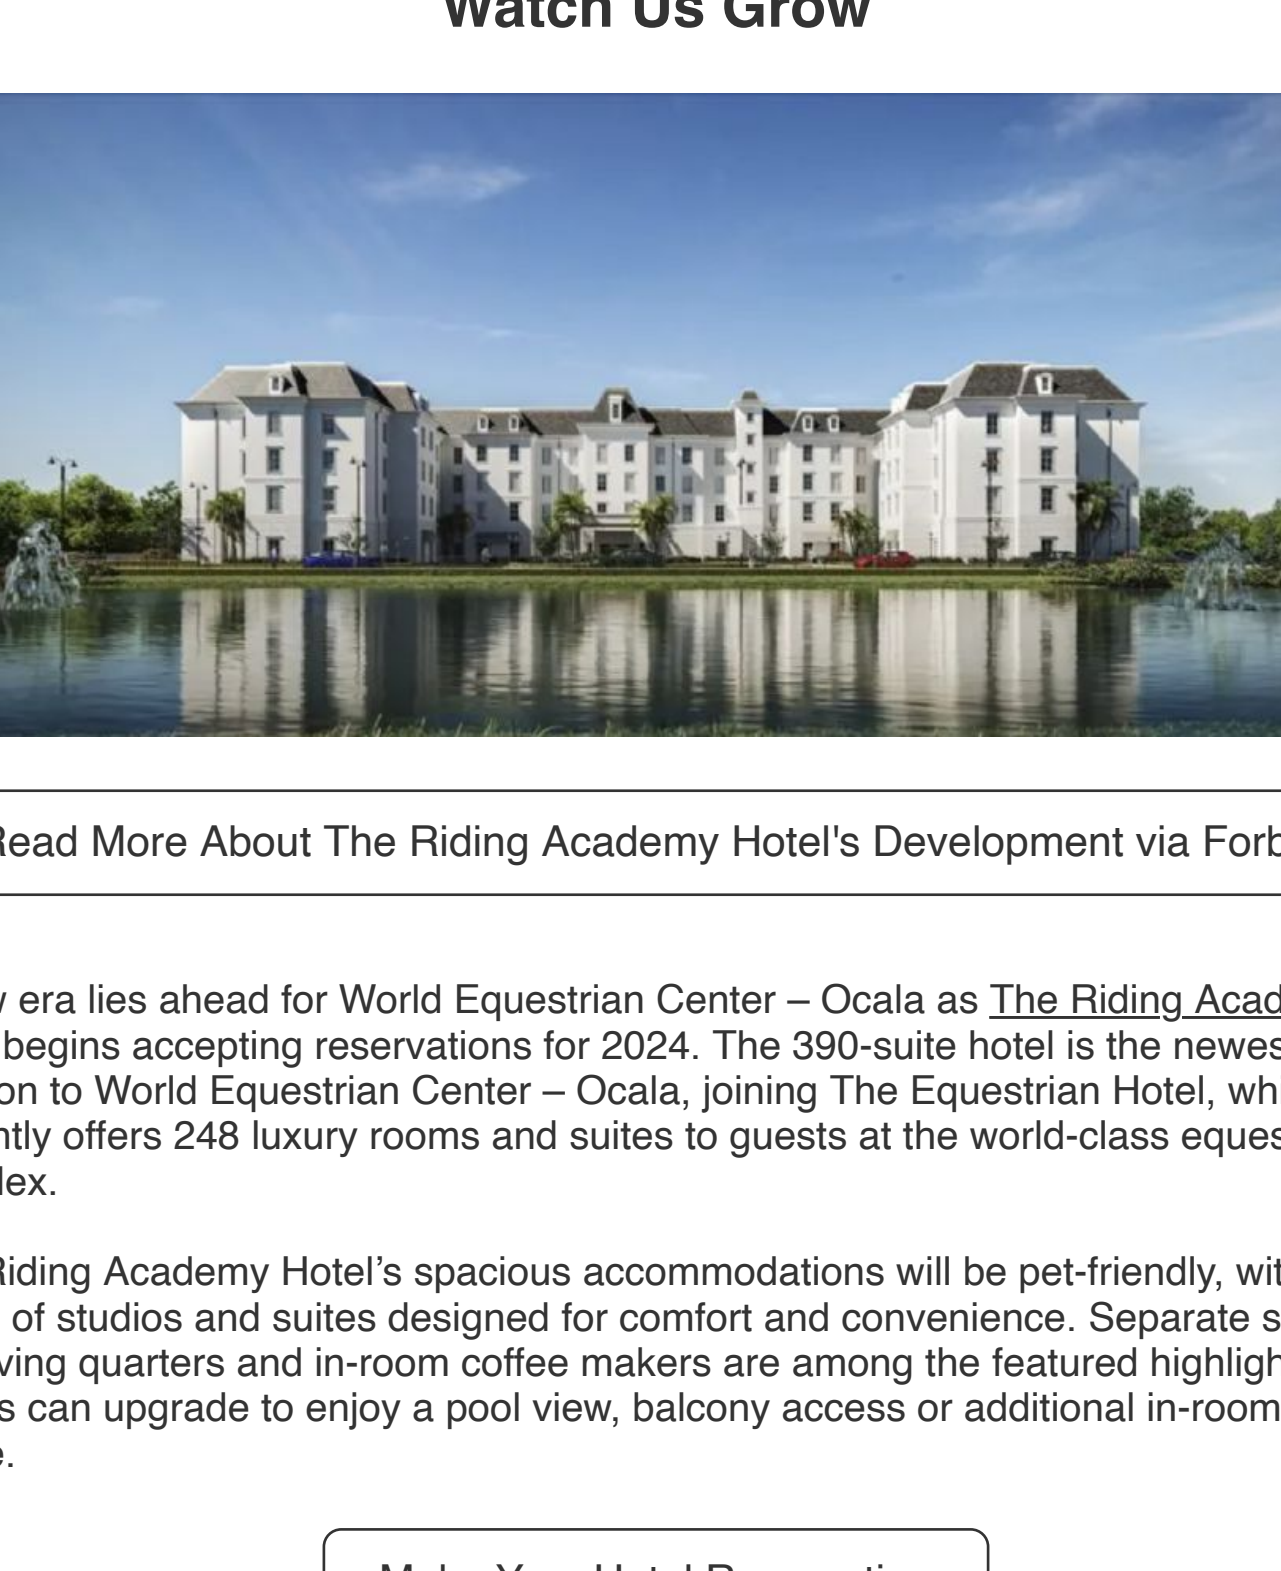 Watch Us Grow
Read More About The Riding Academy Hotel's Development via Forb
era lies ahead for World Equestrian Center – Ocala as The Riding Acad
begins accepting reservations for 2024. The 390-suite hotel is the newes
on to World Equestrian Center – Ocala, joining The Equestrian Hotel, whi
ntly offers 248 luxury rooms and suites to guests at the world-class eques
lex.
Riding Academy Hotel’s spacious accommodations will be pet-friendly, wit
of studios and suites designed for comfort and convenience. Separate s
ving quarters and in-room coffee makers are among the featured highligh
s can upgrade to enjoy a pool view, balcony access or additional in-room
e.
Make Your Hotel Reservation